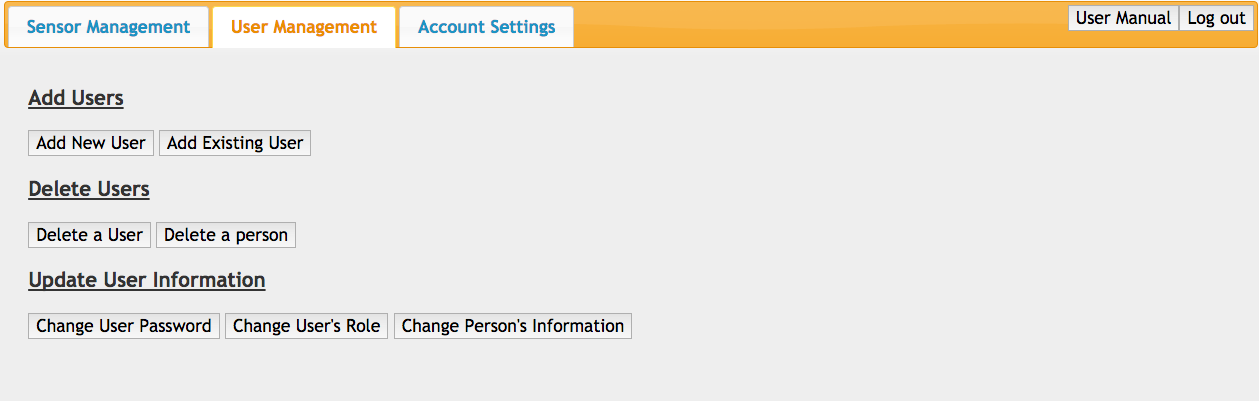 Sensor Management User Management Account Settings User Manual Log out
Add Users
Add New User Add Existing User
Delete Users
Delete a User Delete a person
Update User Information
Change User Password Change User's Role Change Person's Information